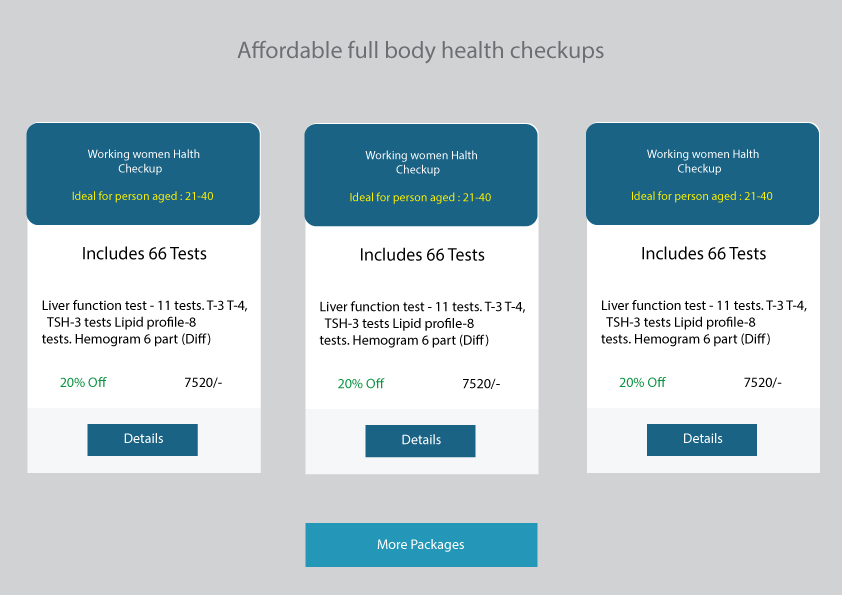 Affordable full body health checkups
Working women Halth
Checkup
Ideal for person aged : 21-40
Includes 66 Tests
Liver function test - 11 tests. T-3 T-4,
TSH-3 tests Lipid profile-8
tests. Hemogram 6 part (Diff)
20% Off 7520/-
Details
Working women Halth
Checkup
Ideal for person aged : 21-40
Includes 66 Tests
Liver function test - 11 tests. T-3 T-4,
TSH-3 tests Lipid profile-8
tests. Hemogram 6 part (Diff)
20% Off 7520/-
Details
Working women Halth
Checkup
Ideal for person aged : 21-40
Includes 66 Tests
Liver function test - 11 tests. T-3 T-4,
TSH-3 tests Lipid profile-8
tests. Hemogram 6 part (Diff)
20% Off 7520/-
Details
More Packages